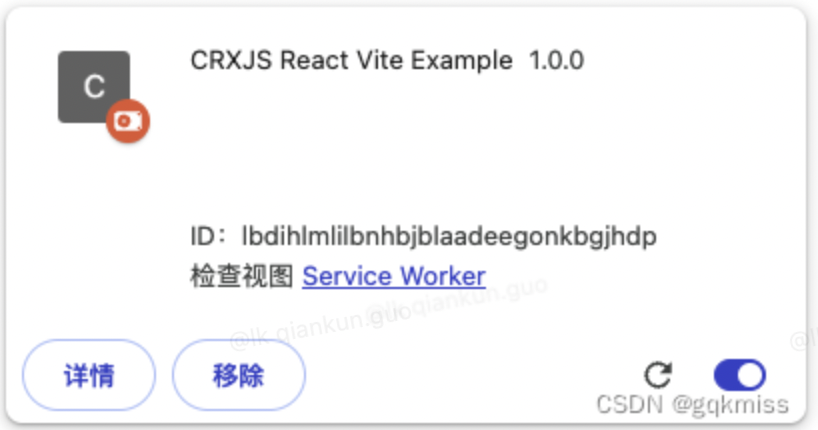 C
CRXJS React Vite Example 1.0.0
ID：lbdihlmlilbnhbjblaadeegonkbgjhdp
检查视图 Service Worker
@lk.qiankun.guo
@lk.qiankun.guo
详情
移除
CSDN @gqkmiss